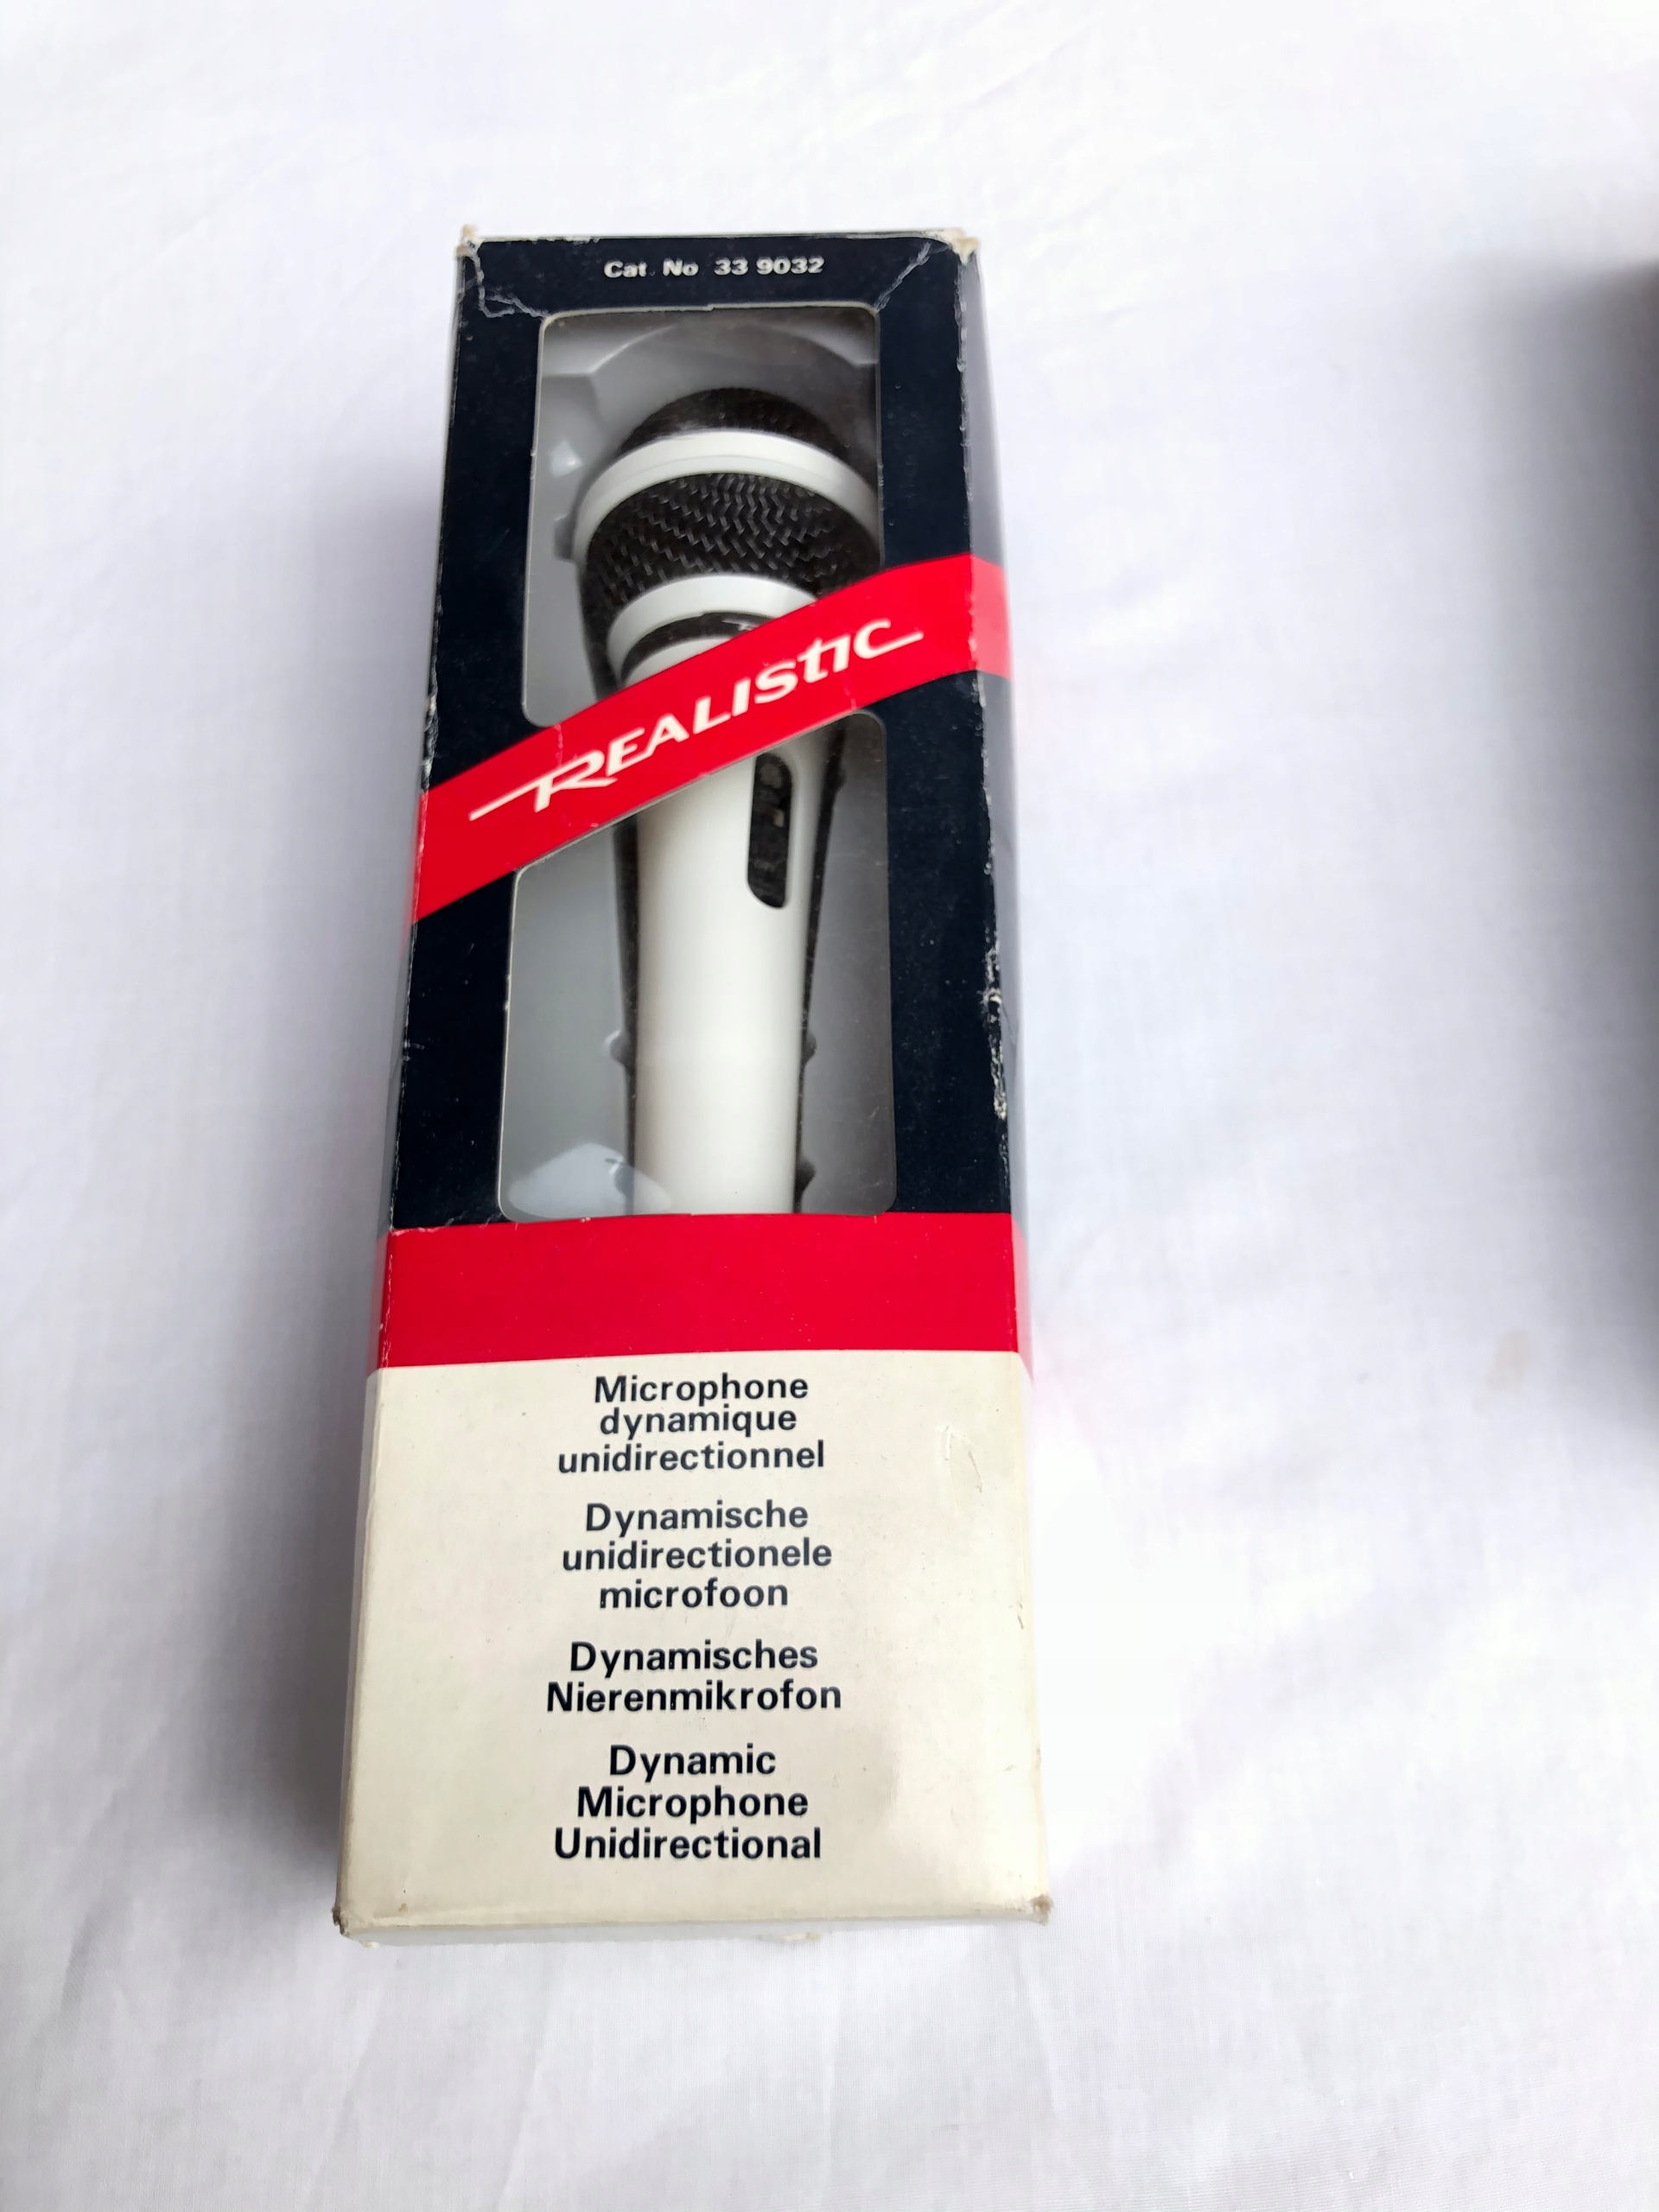 Cat. No 33 9032
REALISTIC
Microphone
dynamique
unidirectionnel
Dynamische
unidirectionele
microfoon
Dynamisches
Nierenmikrofon
Dynamic
Microphone
Unidirectional